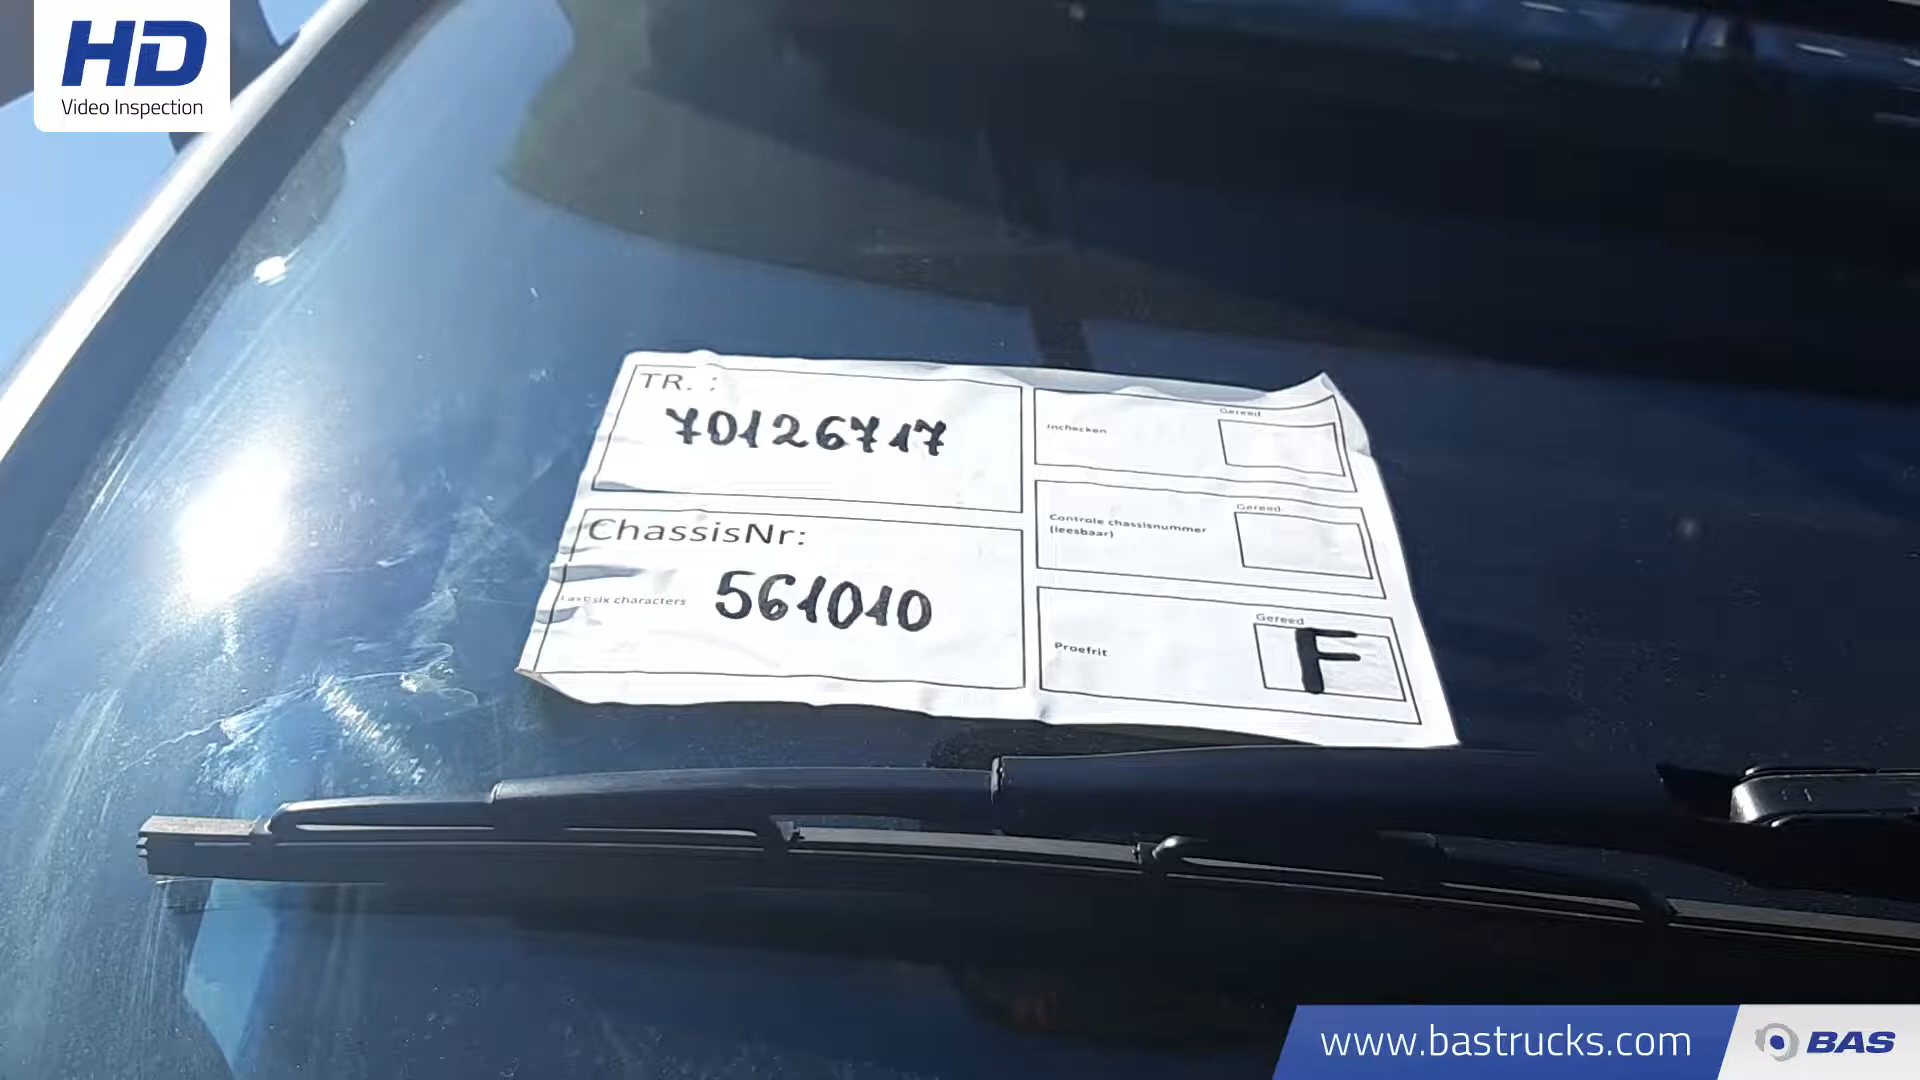 HD
Video Inspection
TR. :
70126717
ChassisNr:
Last six characters
561010
Gereed
Inchecken
Gereed
Controle chassisnummer
(leesbaar)
Gereed
Proefrit
F
www.bastrucks.com
BAS